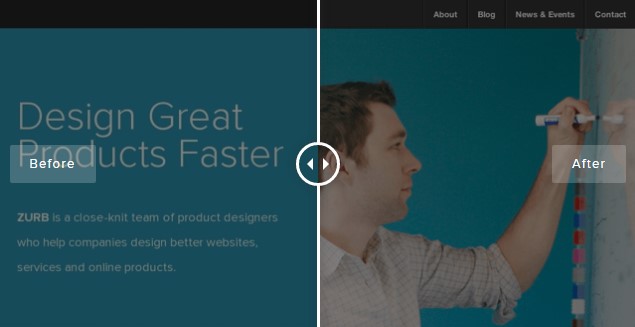 About Blog News & Events Contact
Design Great
Products Faster
Before
After
ZURB is a close-knit team of product designers
who help companies design better websites,
services and online products.